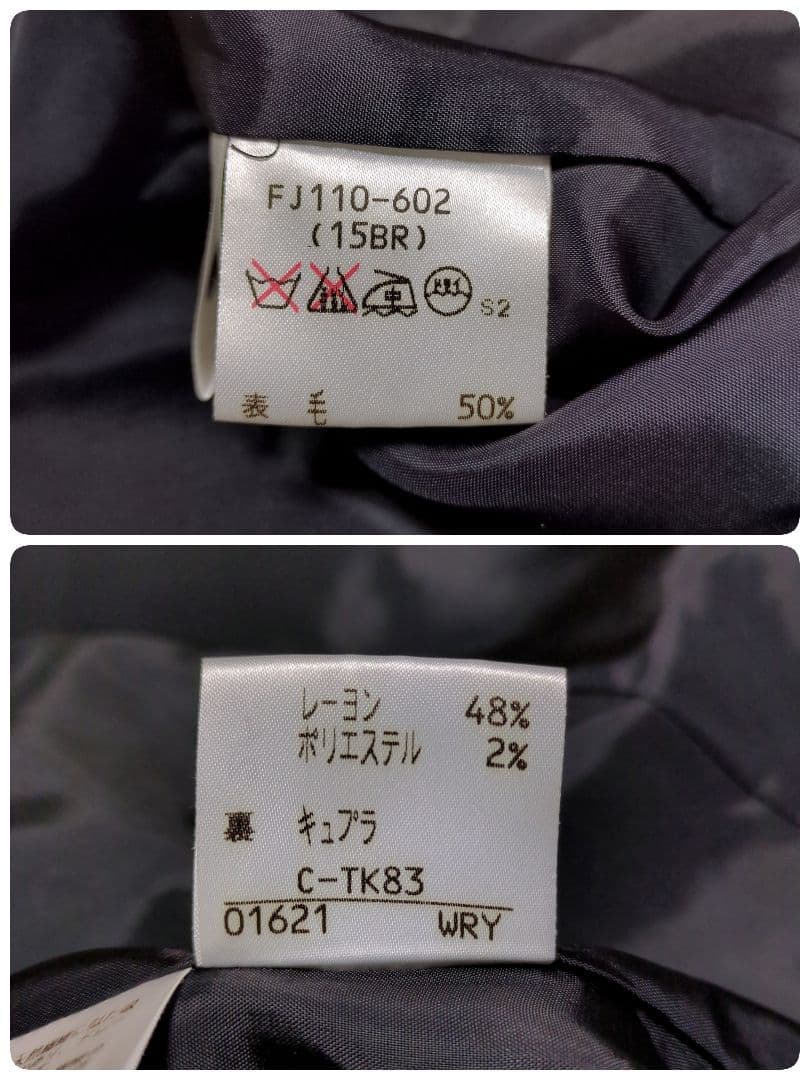 FJ110-602
(15BR)
中 S2
表 毛 50%
レーヨン 48%
ポリエステル 2%
裏 キュプラ
C-TK83
01621 WRY